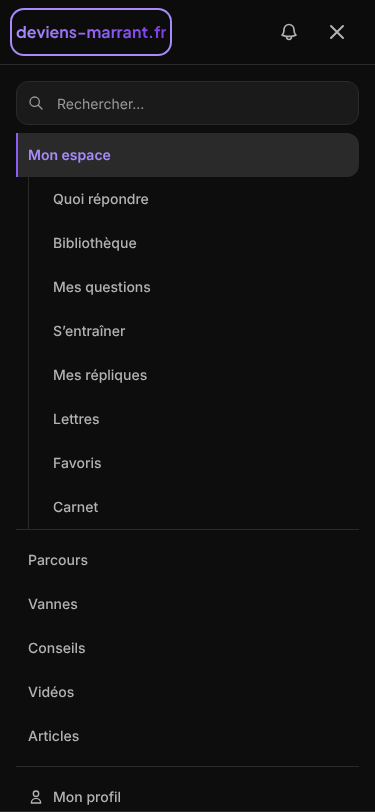 deviens-marrant.fr
Rechercher...
Mon espace
Quoi répondre
Bibliothèque
Mes questions
S’entraîner
Mes répliques
Lettres
Favoris
Carnet
Parcours
Vannes
Conseils
Vidéos
Articles
Mon profil